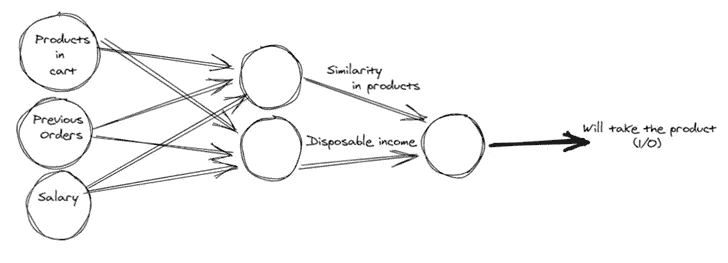 Products
in
cart
Previous
Orders
Salary
Similarity
in products
Disposable income
Will take the product
(1/0)